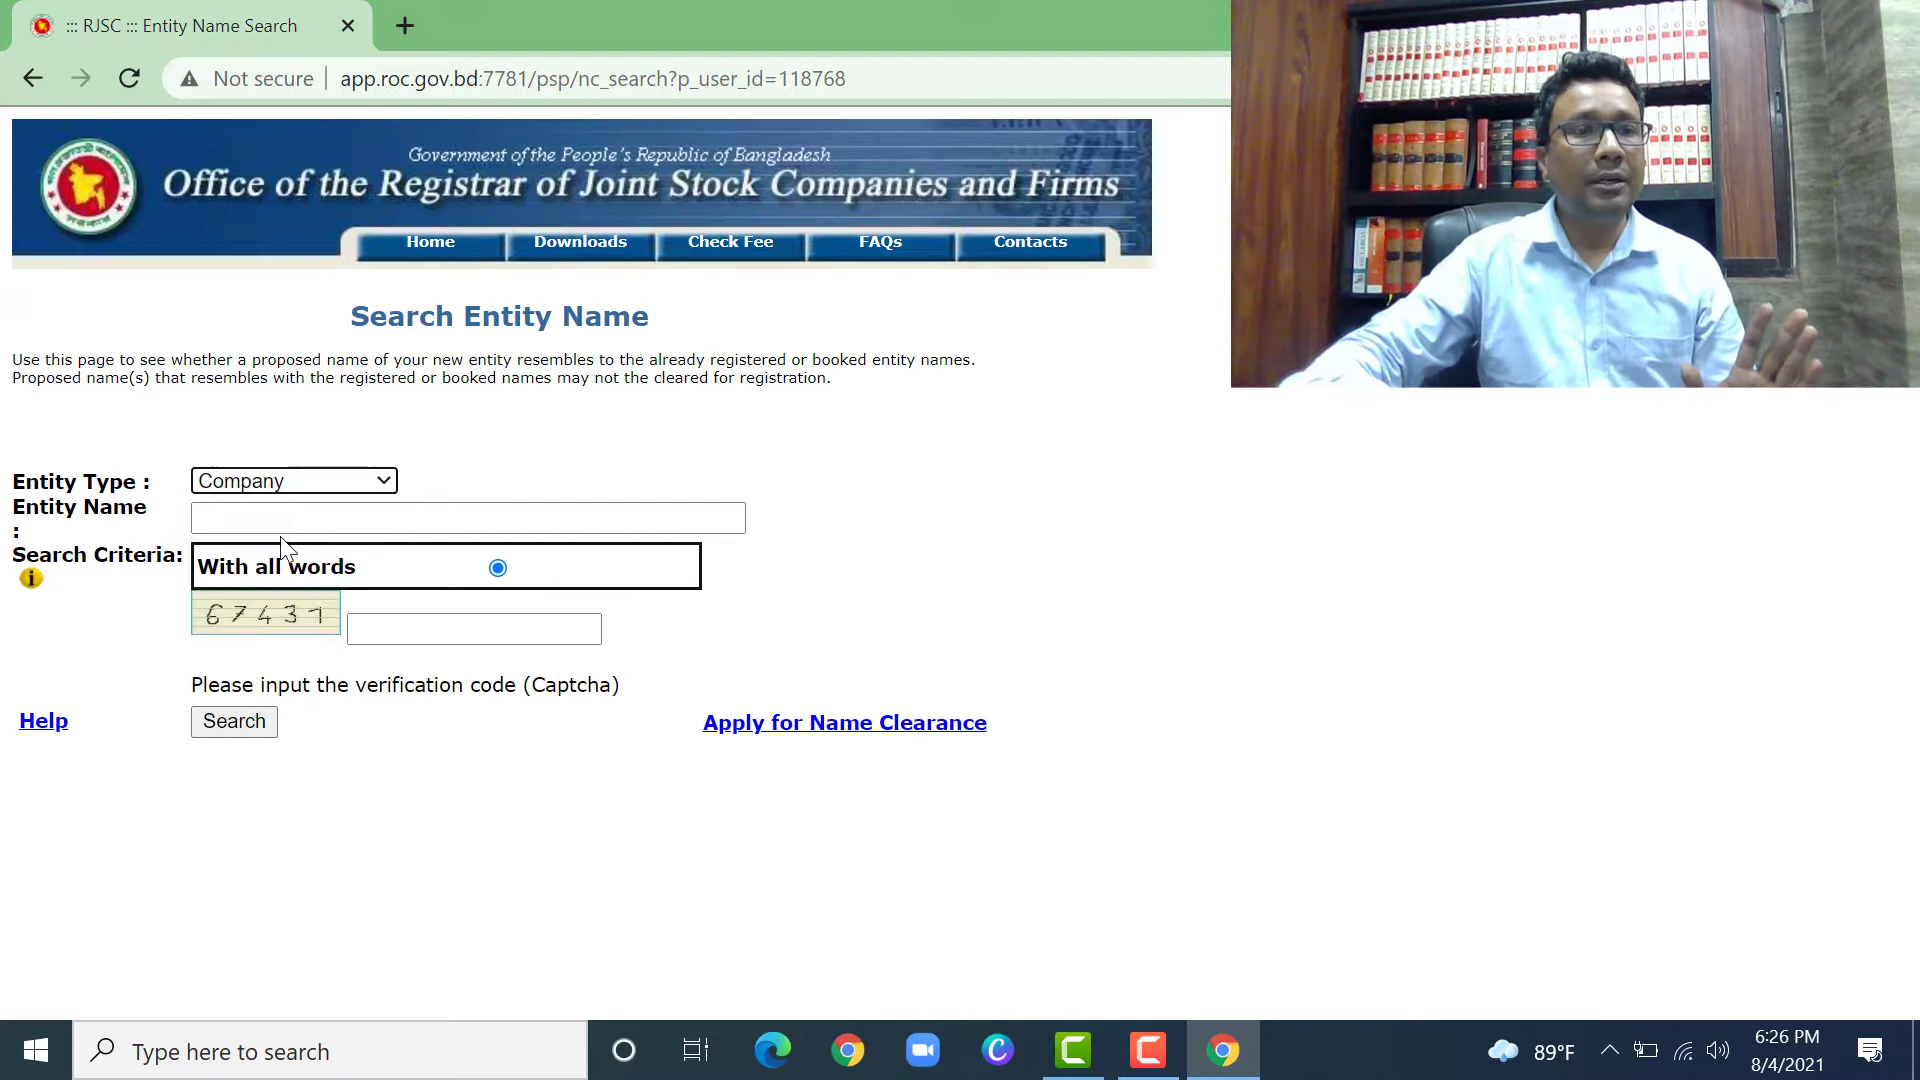 ::: RJSC ::: Entity Name Search
Not secure
app.roc.gov.bd:7781/psp/nc_search?p_user_id=118768
Government of the People's Republic of Bangladesh
Office of the Registrar of Joint Stock Companies and Firms
Home Downloads Check Fee FAQs Contacts
Search Entity Name
Use this page to see whether a proposed name of your new entity resembles to the already registered or booked entity names.
Proposed name(s) that resembles with the registered or booked names may not the cleared for registration.
Entity Type : Company
Entity Name
:
Search Criteria:
With all words
67431
Please input the verification code (Captcha)
Help Search Apply for Name Clearance
Type here to search
89°F
6:26 PM
8/4/2021